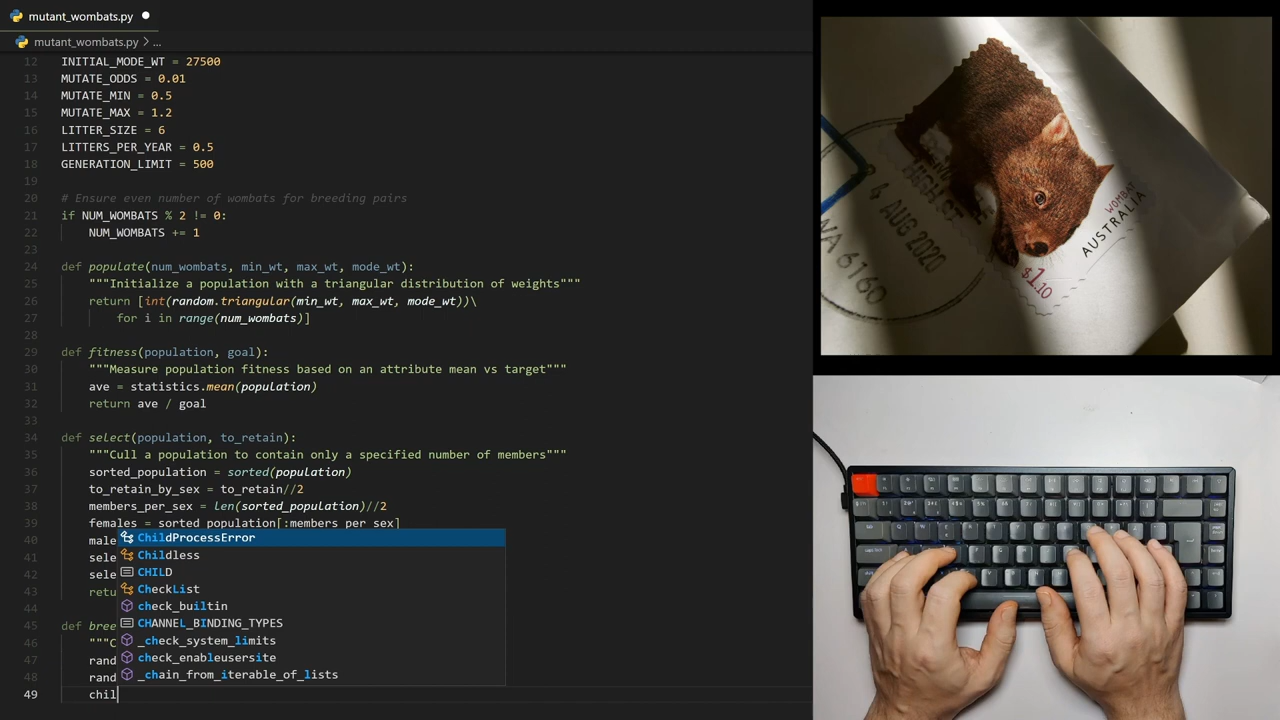 mutant_wombats.py
mutant_wombats.py > ...
12 INITIAL_MODE_WT = 27500
13 MUTATE_ODDS = 0.01
14 MUTATE_MIN = 0.5
15 MUTATE_MAX = 1.2
16 LITTER_SIZE = 6
17 LITTERS_PER_YEAR = 0.5
18 GENERATION_LIMIT = 500
19
20 # Ensure even number of wombats for breeding pairs
21 if NUM_WOMBATS % 2 != 0:
22 NUM_WOMBATS += 1
23
24 def populate(num_wombats, min_wt, max_wt, mode_wt):
25 """Initialize a population with a triangular distribution of weights"""
26 return [int(random.triangular(min_wt, max_wt, mode_wt))\
27 for i in range(num_wombats)]
28
29 def fitness(population, goal):
30 """Measure population fitness based on an attribute mean vs target"""
31 ave = statistics.mean(population)
32 return ave / goal
33
34 def select(population, to_retain):
35 """Cull a population to contain only a specified number of members"""
36 sorted_population = sorted(population)
37 to_retain_by_sex = to_retain//2
38 members_per_sex = len(sorted_population)//2
39 females = sorted_population[:members_per_sex]
40 male
41 sele
42 sele
43 retu
44
45 def bree
46 """C
47 rand
48 rand
49 chil
ChildProcessError
Childless
CHILD
CheckList
check_builtin
CHANNEL_BINDING_TYPES
_check_system_limits
check_enableusersite
_chain_from_iterable_of_lists
WOMBAT
AUSTRALIA
$1.10
4 AUG 2020
WA 6160